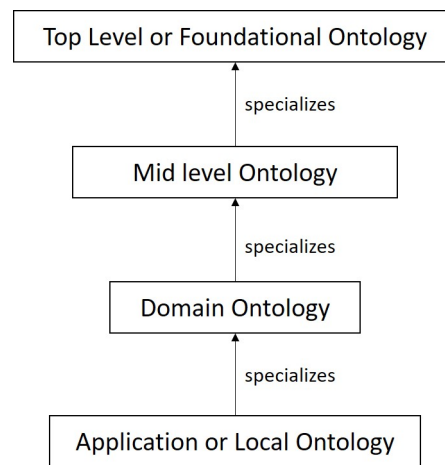 Top Level or Foundational Ontology
specializes
Mid level Ontology
specializes
Domain Ontology
specializes
Application or Local Ontology